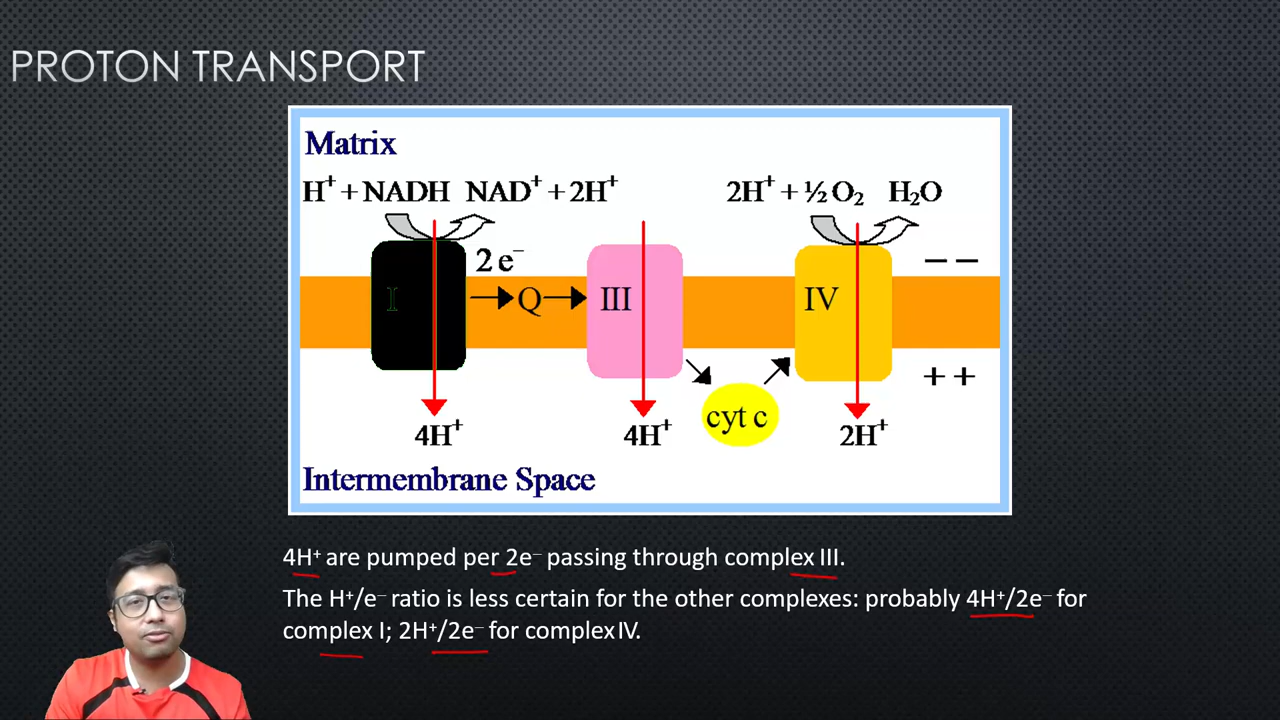 PROTON TRANSPORT
Matrix
H⁺ + NADH NAD⁺ + 2H⁺ 2H⁺ + ½ O₂ H₂O
2 e⁻
– –
I Q III IV
+ +
cyt c
4H⁺ 4H⁺ 2H⁺
Intermembrane Space
4H⁺ are pumped per 2e⁻ passing through complex III.
The H⁺/e⁻ ratio is less certain for the other complexes: probably 4H⁺/2e⁻ for
complex I; 2H⁺/2e⁻ for complex IV.